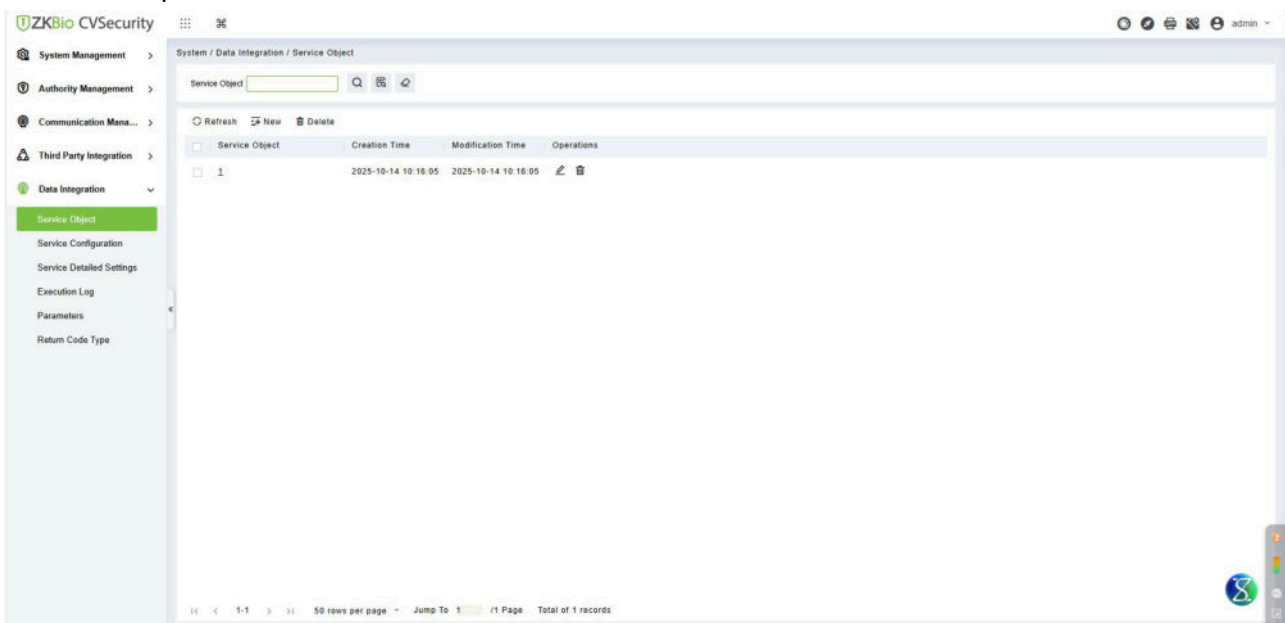 ZKBio CVSecurity
admin
System Management
Authority Management
Communication Mana...
Third Party Integration
Data Integration
Service Object
Service Configuration
Service Detailed Settings
Execution Log
Parameters
Return Code Type
System / Data Integration / Service Object
Service Object
Refresh New Delete
Service Object Creation Time Modification Time Operations
1 2025-10-14 10:16:05 2025-10-14 10:16:05
1-1 50 rows per page Jump To 1 /1 Page Total of 1 records